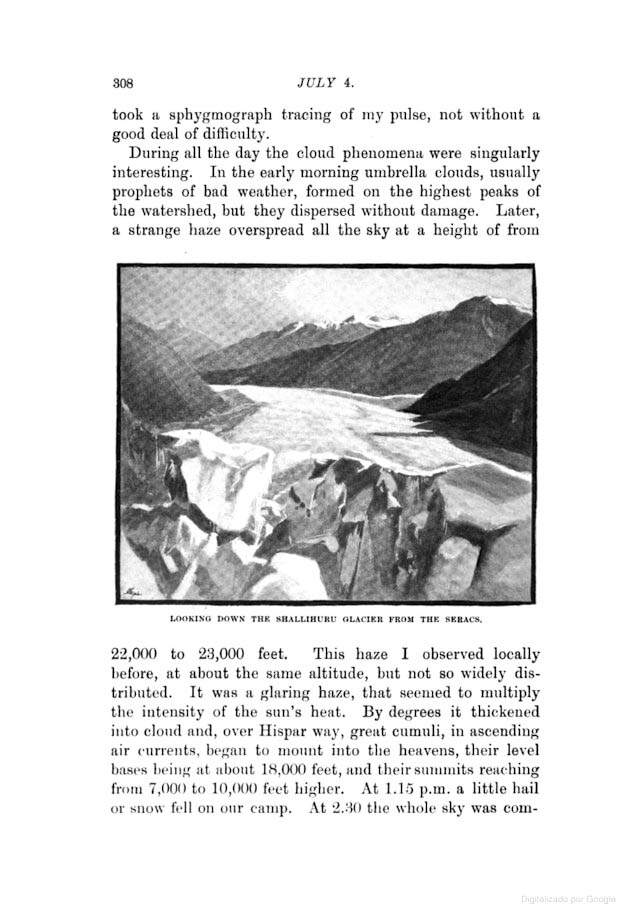 308
JULY 4.
took a sphygmograph tracing of my pulse, not without a
good deal of difficulty.
During all the day the cloud phenomena were singularly
interesting. In the early morning umbrella clouds, usually
prophets of bad weather, formed on the highest peaks of
the watershed, but they dispersed without damage. Later,
a strange haze overspread all the sky at a height of from
LOOKING DOWN THE SHALLIHURU GLACIER FROM THE SERACS.
22,000 to 23,000 feet. This haze I observed locally
before, at about the same altitude, but not so widely dis-
tributed. It was a glaring haze, that seemed to multiply
the intensity of the sun's heat. By degrees it thickened
into cloud and, over Hispar way, great cumuli, in ascending
air currents, began to mount into the heavens, their level
bases being at about 18,000 feet, and their summits reaching
from 7,000 to 10,000 feet higher. At 1.15 p.m. a little hail
or snow fell on our camp. At 2.30 the whole sky was com-
Digitalizado por Google